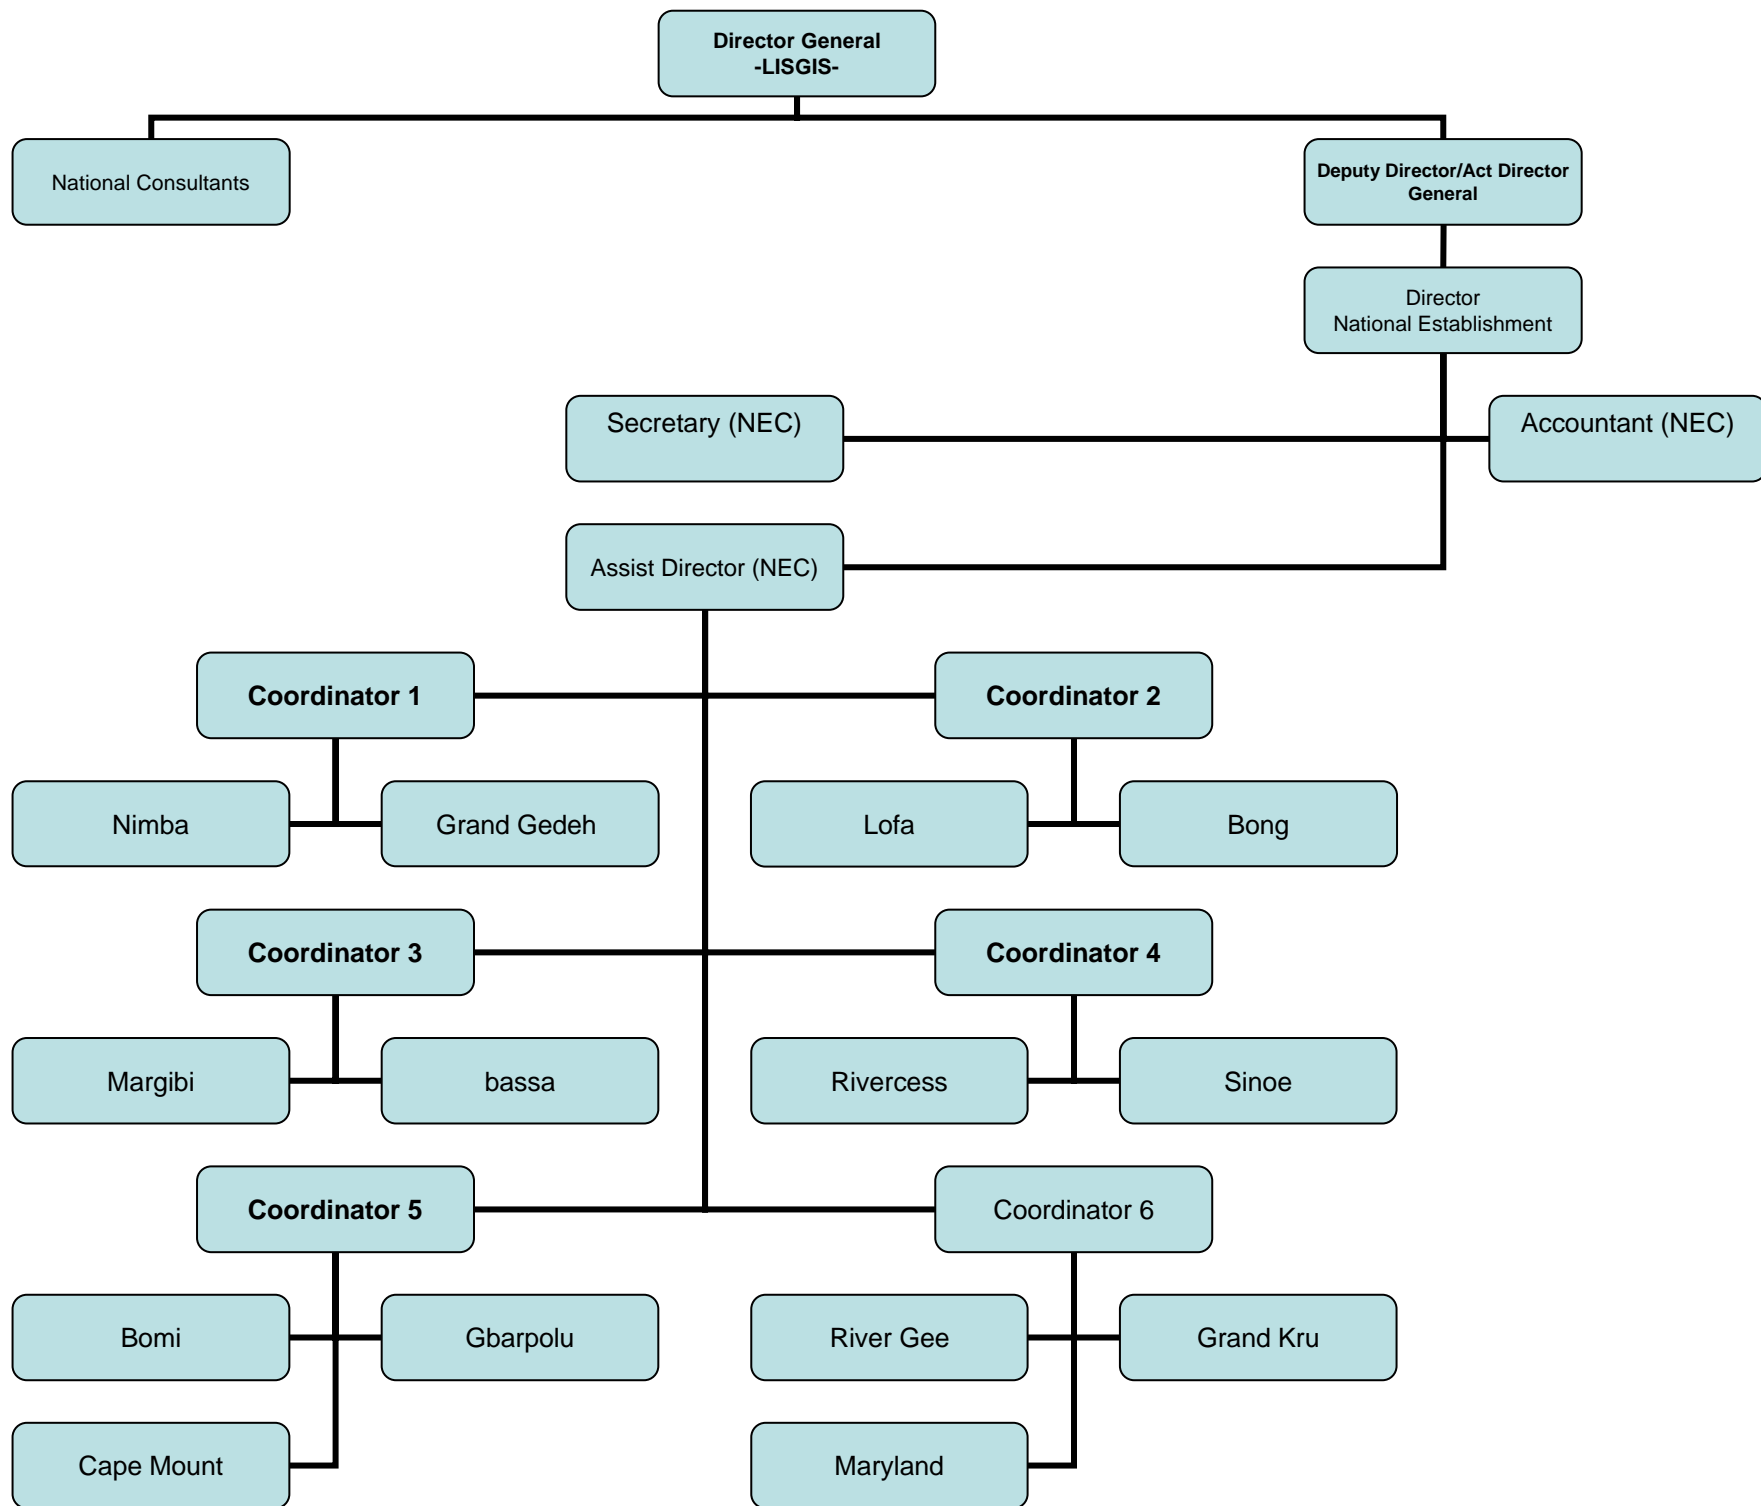 Director General
-LISGIS-
National Consultants
Deputy Director/Act Director
General
Director
National Establishment
Secretary (NEC)
Accountant (NEC)
Assist Director (NEC)
Coordinator 1
Coordinator 2
Nimba
Grand Gedeh
Lofa
Bong
Coordinator 3
Coordinator 4
Margibi
bassa
Rivercess
Sinoe
Coordinator 5
Coordinator 6
Bomi
Gbarpolu
River Gee
Grand Kru
Cape Mount
Maryland